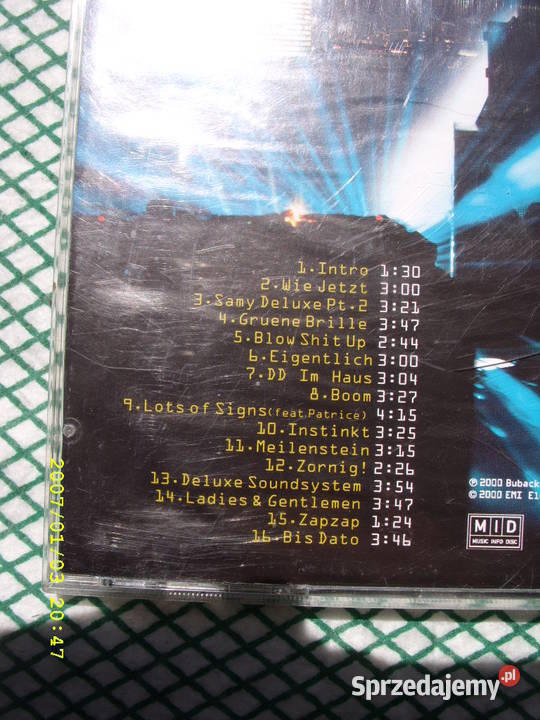 1.Intro 1:30
2.Wie Jetzt 3:00
3.Samy Deluxe Pt.2 3:21
4.Gruene Brille 3:47
5.Blow Shit Up 2:44
6.Eigentlich 3:00
7.DD Im Haus 3:04
8.Boom 3:27
9.Lots of Signs (feat.Patrice) 4:15
10.Instinkt 3:25
11.Meilenstein 3:15
12.Zornig! 2:26
13.Deluxe Soundsystem 3:54
14.Ladies & Gentlemen 3:47
15.Zapzap 1:24
16.Bis Dato 3:46
℗ 2000 Buback
© 2000 EMI El
MID
MUSIC INFO DISC
2007/01/03 20:47
Sprzedajemy.pl